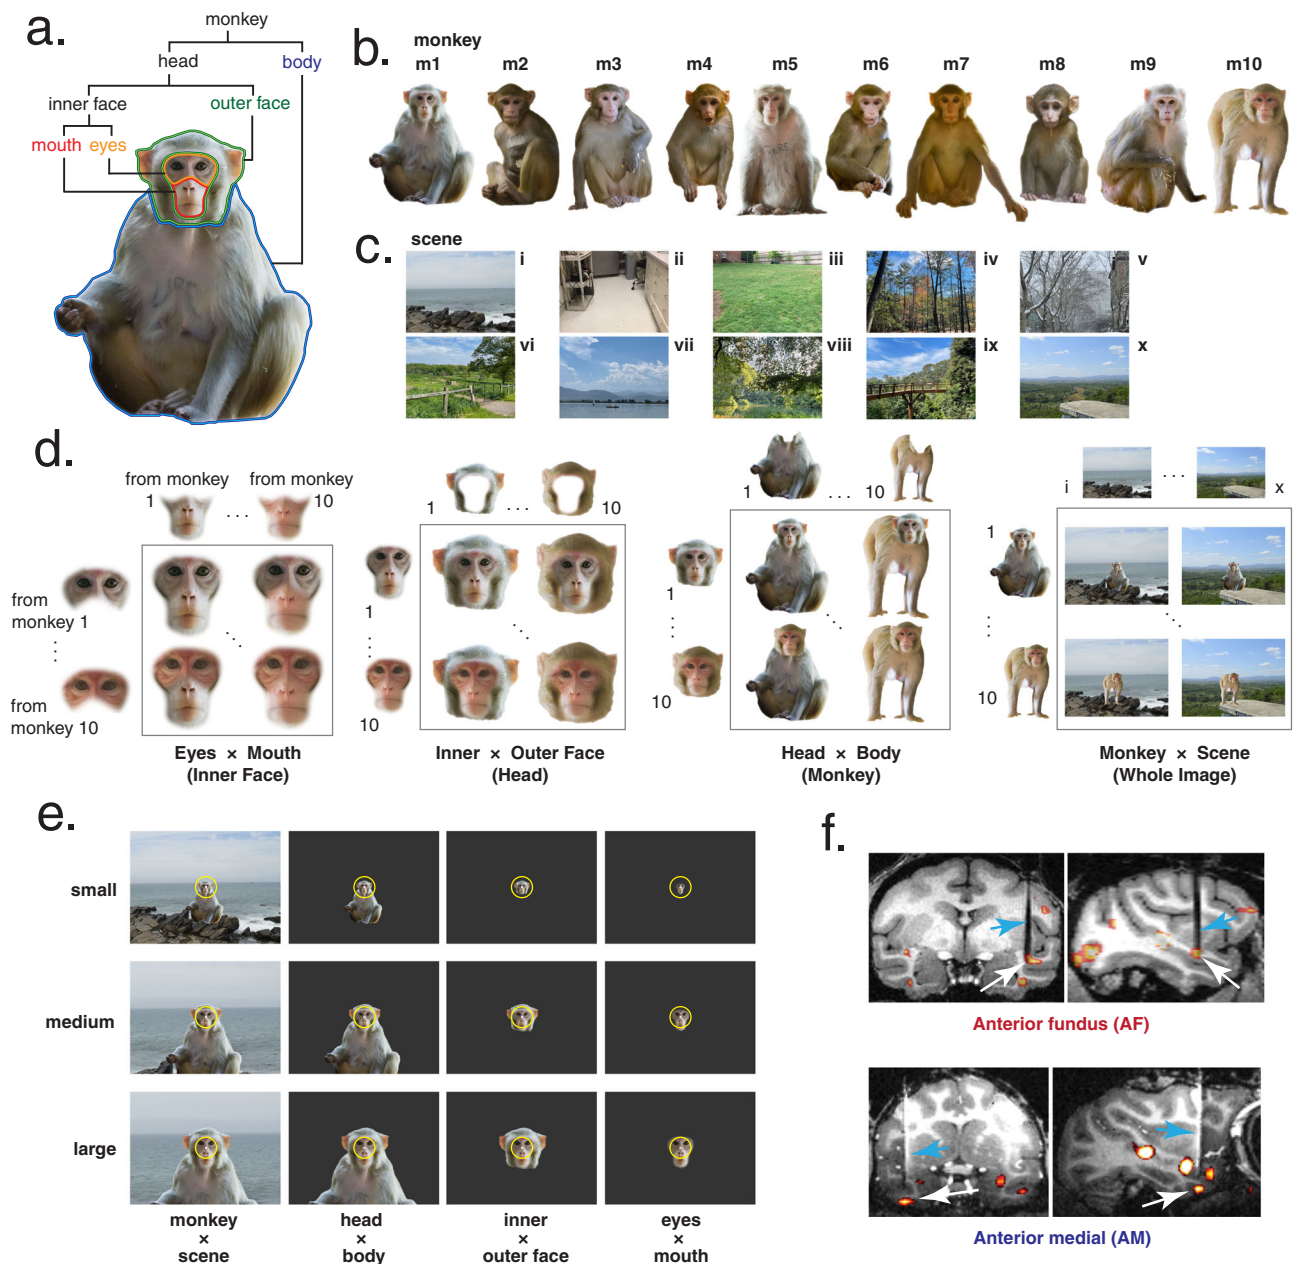 a.
monkey
head
body
inner face
outer face
mouth
eyes
b.
monkey
m1 m2 m3 m4 m5 m6 m7 m8 m9 m10
c.
scene
i ii iii iv v
vi vii viii ix x
d.
from monkey 1
from monkey 10
. . .
from monkey 1
from monkey 10
Eyes × Mouth
(Inner Face)
1 . . . 10
1
10
Inner × Outer Face
(Head)
1 . . . 10
1
10
Head × Body
(Monkey)
i . . . x
1
10
Monkey × Scene
(Whole Image)
e.
small
medium
large
monkey
×
scene
head
×
body
inner
×
outer face
eyes
×
mouth
f.
Anterior fundus (AF)
Anterior medial (AM)